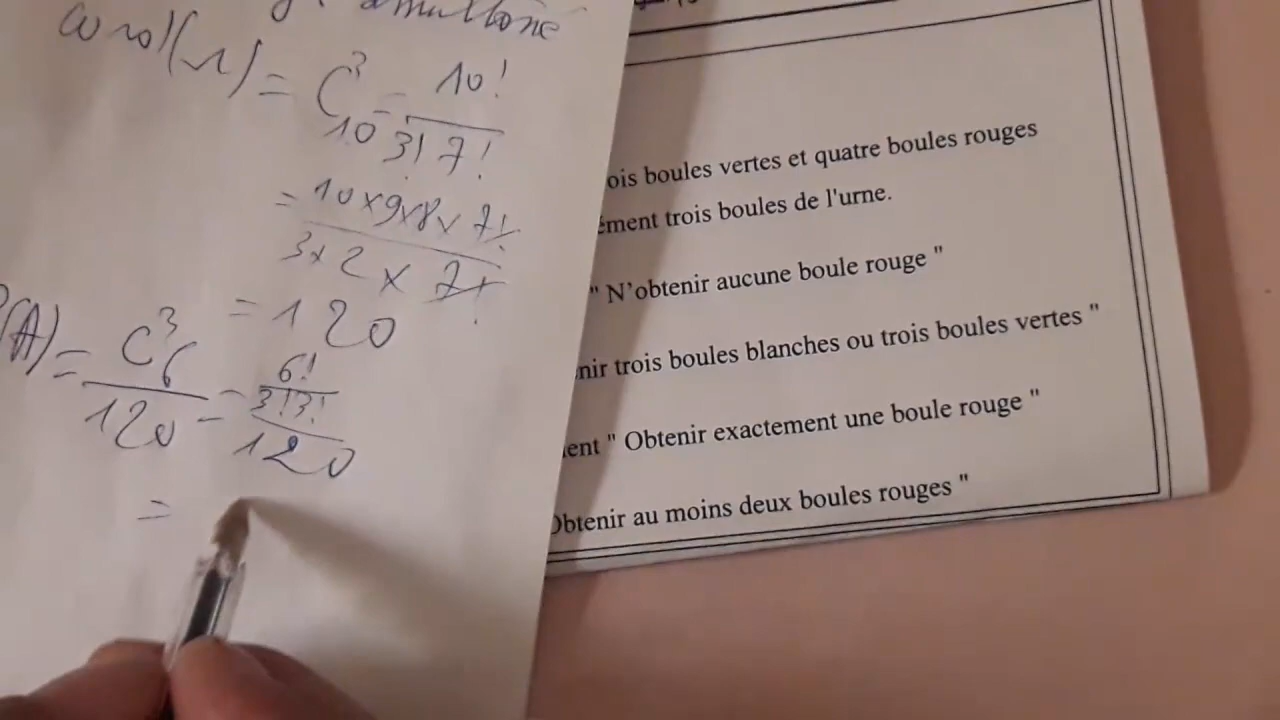 simultané
card(Ω) = C³₁₀ = 10! / 3! 7!
= 10 x 9 x 8 x 7! / 3 x 2 x 7!
= 120
(A) = C³₆ / 120 = 6! / 3! 3! / 120
=
ois boules vertes et quatre boules rouges
ément trois boules de l'urne.
" N'obtenir aucune boule rouge "
nir trois boules blanches ou trois boules vertes "
ent " Obtenir exactement une boule rouge "
Obtenir au moins deux boules rouges "